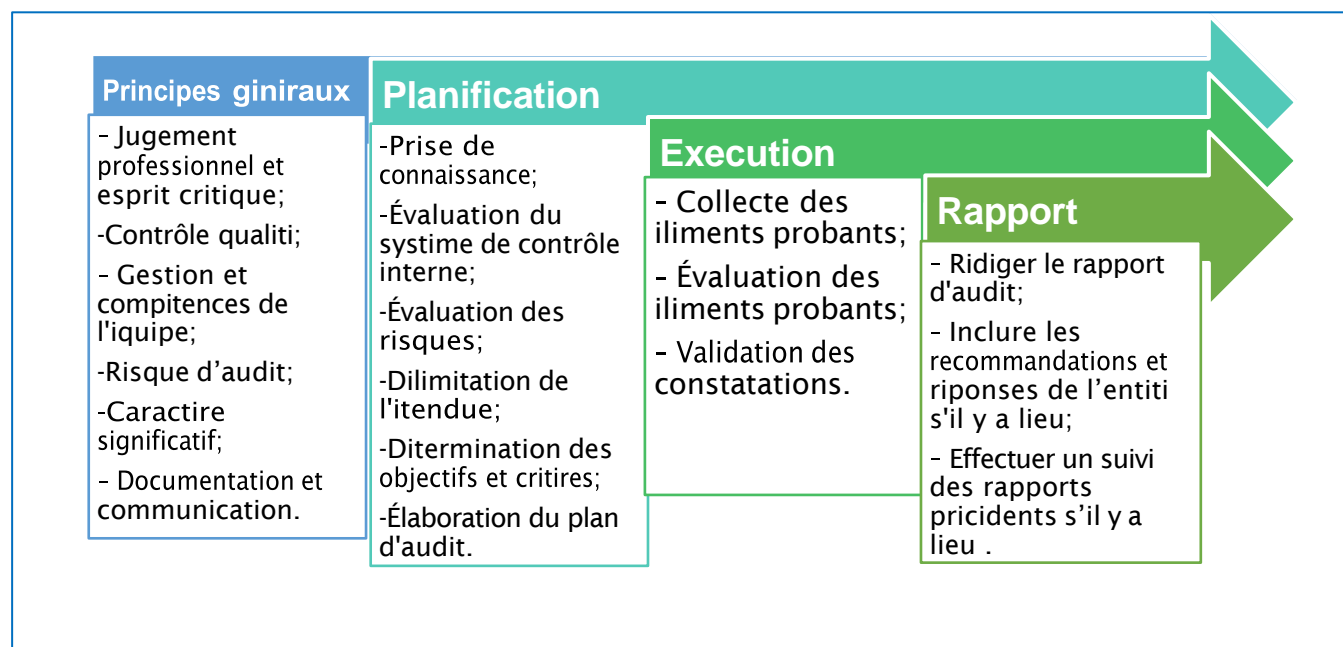 Principes giniraux
- Jugement
professionnel et
esprit critique;
-Contrôle qualiti;
- Gestion et
compitences de
l'iquipe;
-Risque d’audit;
-Caractire
significatif;
- Documentation et
communication.
Planification
-Prise de
connaissance;
-Évaluation du
systime de contrôle
interne;
-Évaluation des
risques;
-Dilimitation de
l'itendue;
-Ditermination des
objectifs et critires;
-Élaboration du plan
d'audit.
Execution
- Collecte des
iliments probants;
- Évaluation des
iliments probants;
- Validation des
constatations.
Rapport
- Ridiger le rapport
d'audit;
- Inclure les
recommandations et
riponses de l’entiti
s'il y a lieu;
- Effectuer un suivi
des rapports
pricidents s’il y a
lieu .